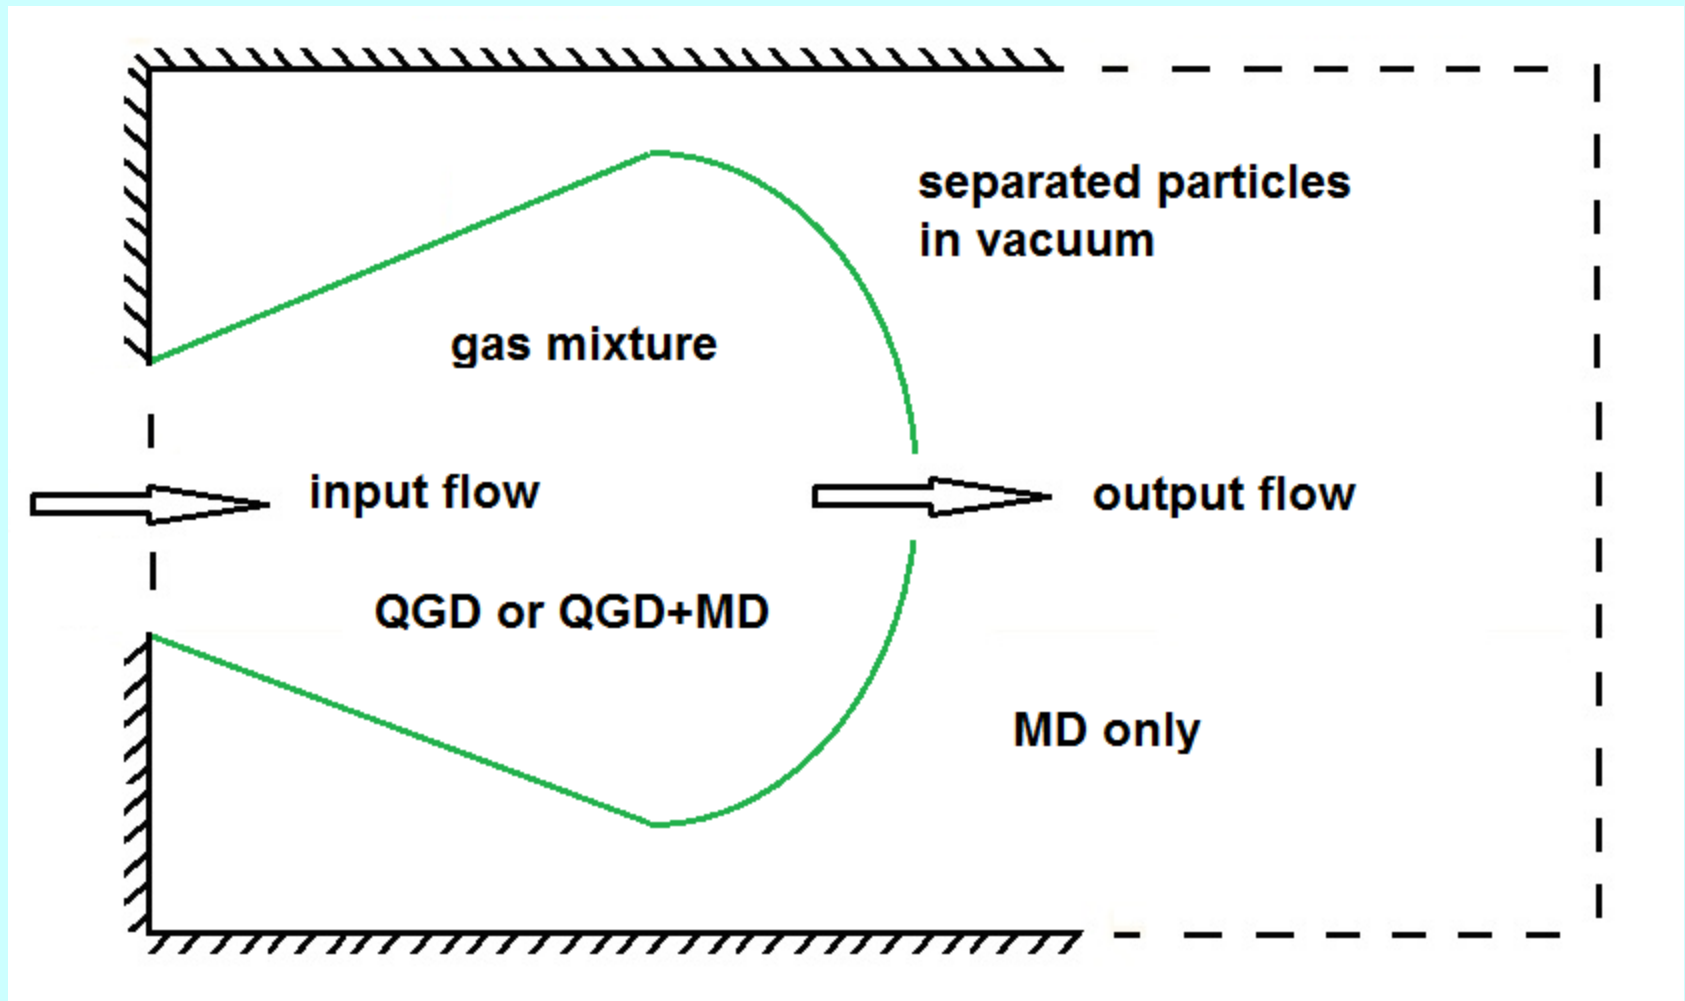 separated particles
in vacuum
gas mixture
input flow
output flow
QGD or QGD+MD
MD only